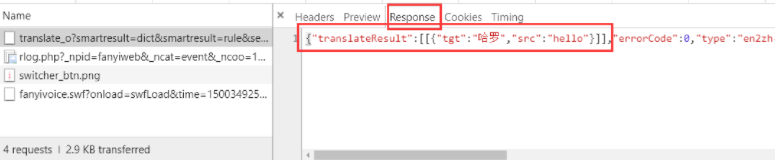 Name
translate_o?smartresult=dict&smartresult=rule&se...
rlog.php?_npid=fanyiweb&_ncat=event&_ncoo=1...
switcher_btn.png
fanyivoice.swf?onload=swfLoad&time=150034925...
4 requests | 2.9 KB transferred
× Headers Preview Response Cookies Timing
1 {"translateResult":[[{"tgt":"哈罗","src":"hello"}]],"errorCode":0,"type":"en2zh